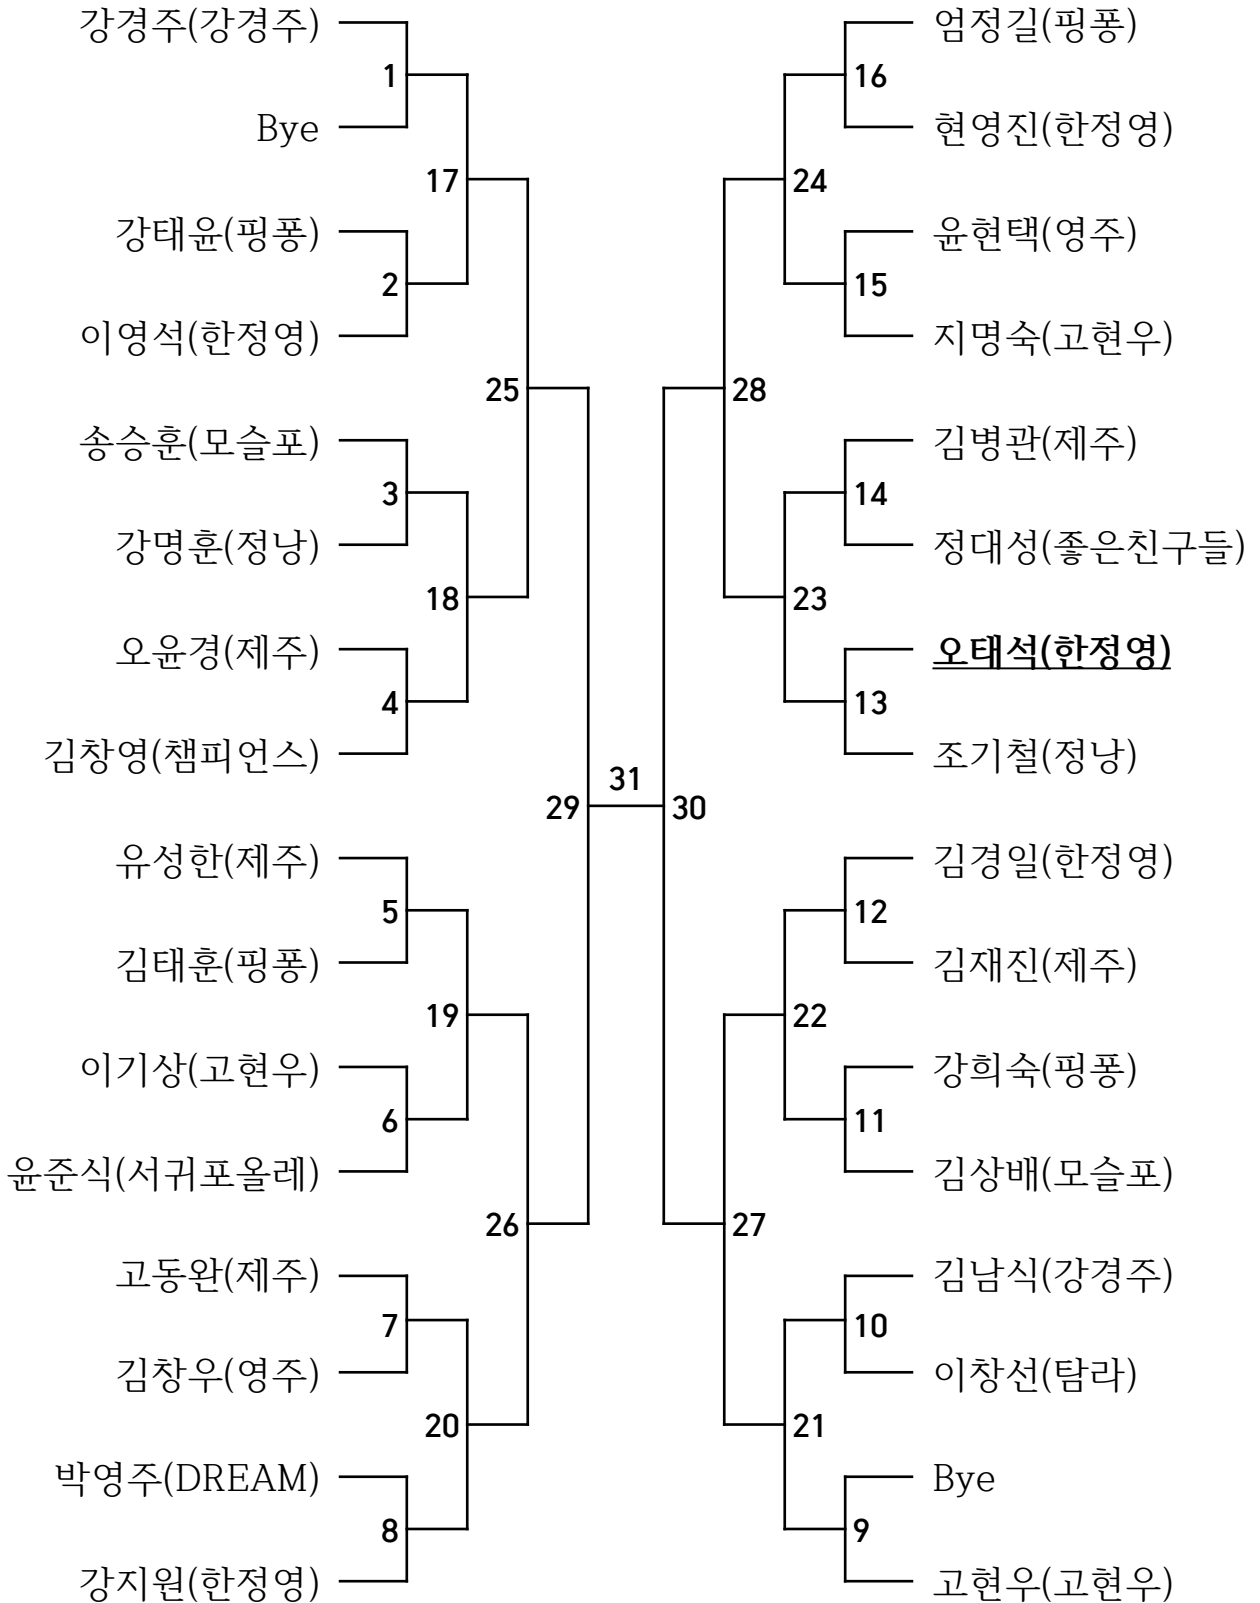 강경주(강경주)
1
Bye
17
강태윤(핑퐁)
2
이영석(한정영)
25
송승훈(모슬포)
3
강명훈(정낭)
18
오윤경(제주)
4
김창영(챔피언스)
29
31
유성한(제주)
5
김태훈(핑퐁)
19
이기상(고현우)
6
윤준식(서귀포올레)
26
고동완(제주)
7
김창우(영주)
20
박영주(DREAM)
8
강지원(한정영)
엄정길(핑퐁)
16
현영진(한정영)
24
윤현택(영주)
15
지명숙(고현우)
28
김병관(제주)
14
정대성(좋은친구들)
23
오태석(한정영)
13
조기철(정낭)
30
김경일(한정영)
12
김재진(제주)
22
강희숙(핑퐁)
11
김상배(모슬포)
27
김남식(강경주)
10
이창선(탐라)
21
Bye
9
고현우(고현우)